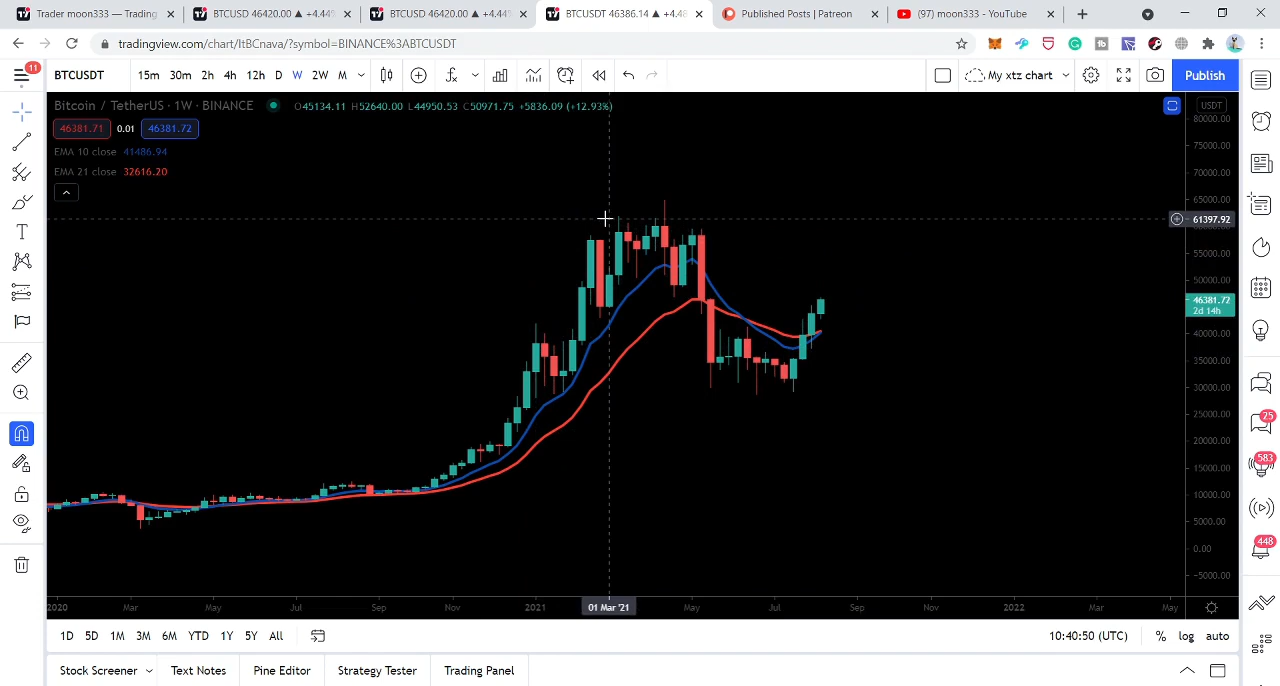 Trader moon333 — Trading
BTCUSD 46420.00 ▲ +4.44%
BTCUSD 46420.00 ▲ +4.44%
BTCUSDT 46386.14 ▲ +4.48
Published Posts | Patreon
(97) moon333 - YouTube
tradingview.com/chart/ItBCnava/?symbol=BINANCE%3ABTCUSDT
11
BTCUSDT 15m 30m 2h 4h 12h D W 2W M
My xtz chart
Publish
Bitcoin / TetherUS · 1W · BINANCE O45134.11 H52640.00 L44950.53 C50971.75 +5836.09 (+12.93%)
USDT
46381.71 0.01 46381.72
EMA 10 close 41486.94
EMA 21 close 32616.20
80000.00
75000.00
70000.00
65000.00
61397.92
60000.00
55000.00
50000.00
46381.72
2d 14h
40000.00
35000.00
30000.00
25000.00
20000.00
15000.00
10000.00
5000.00
0.00
−5000.00
25
583
448
2020 Mar May Jul Sep Nov 2021 01 Mar '21 May Jul Sep Nov 2022 Mar May
1D 5D 1M 3M 6M YTD 1Y 5Y All
10:40:50 (UTC) % log auto
Stock Screener Text Notes Pine Editor Strategy Tester Trading Panel